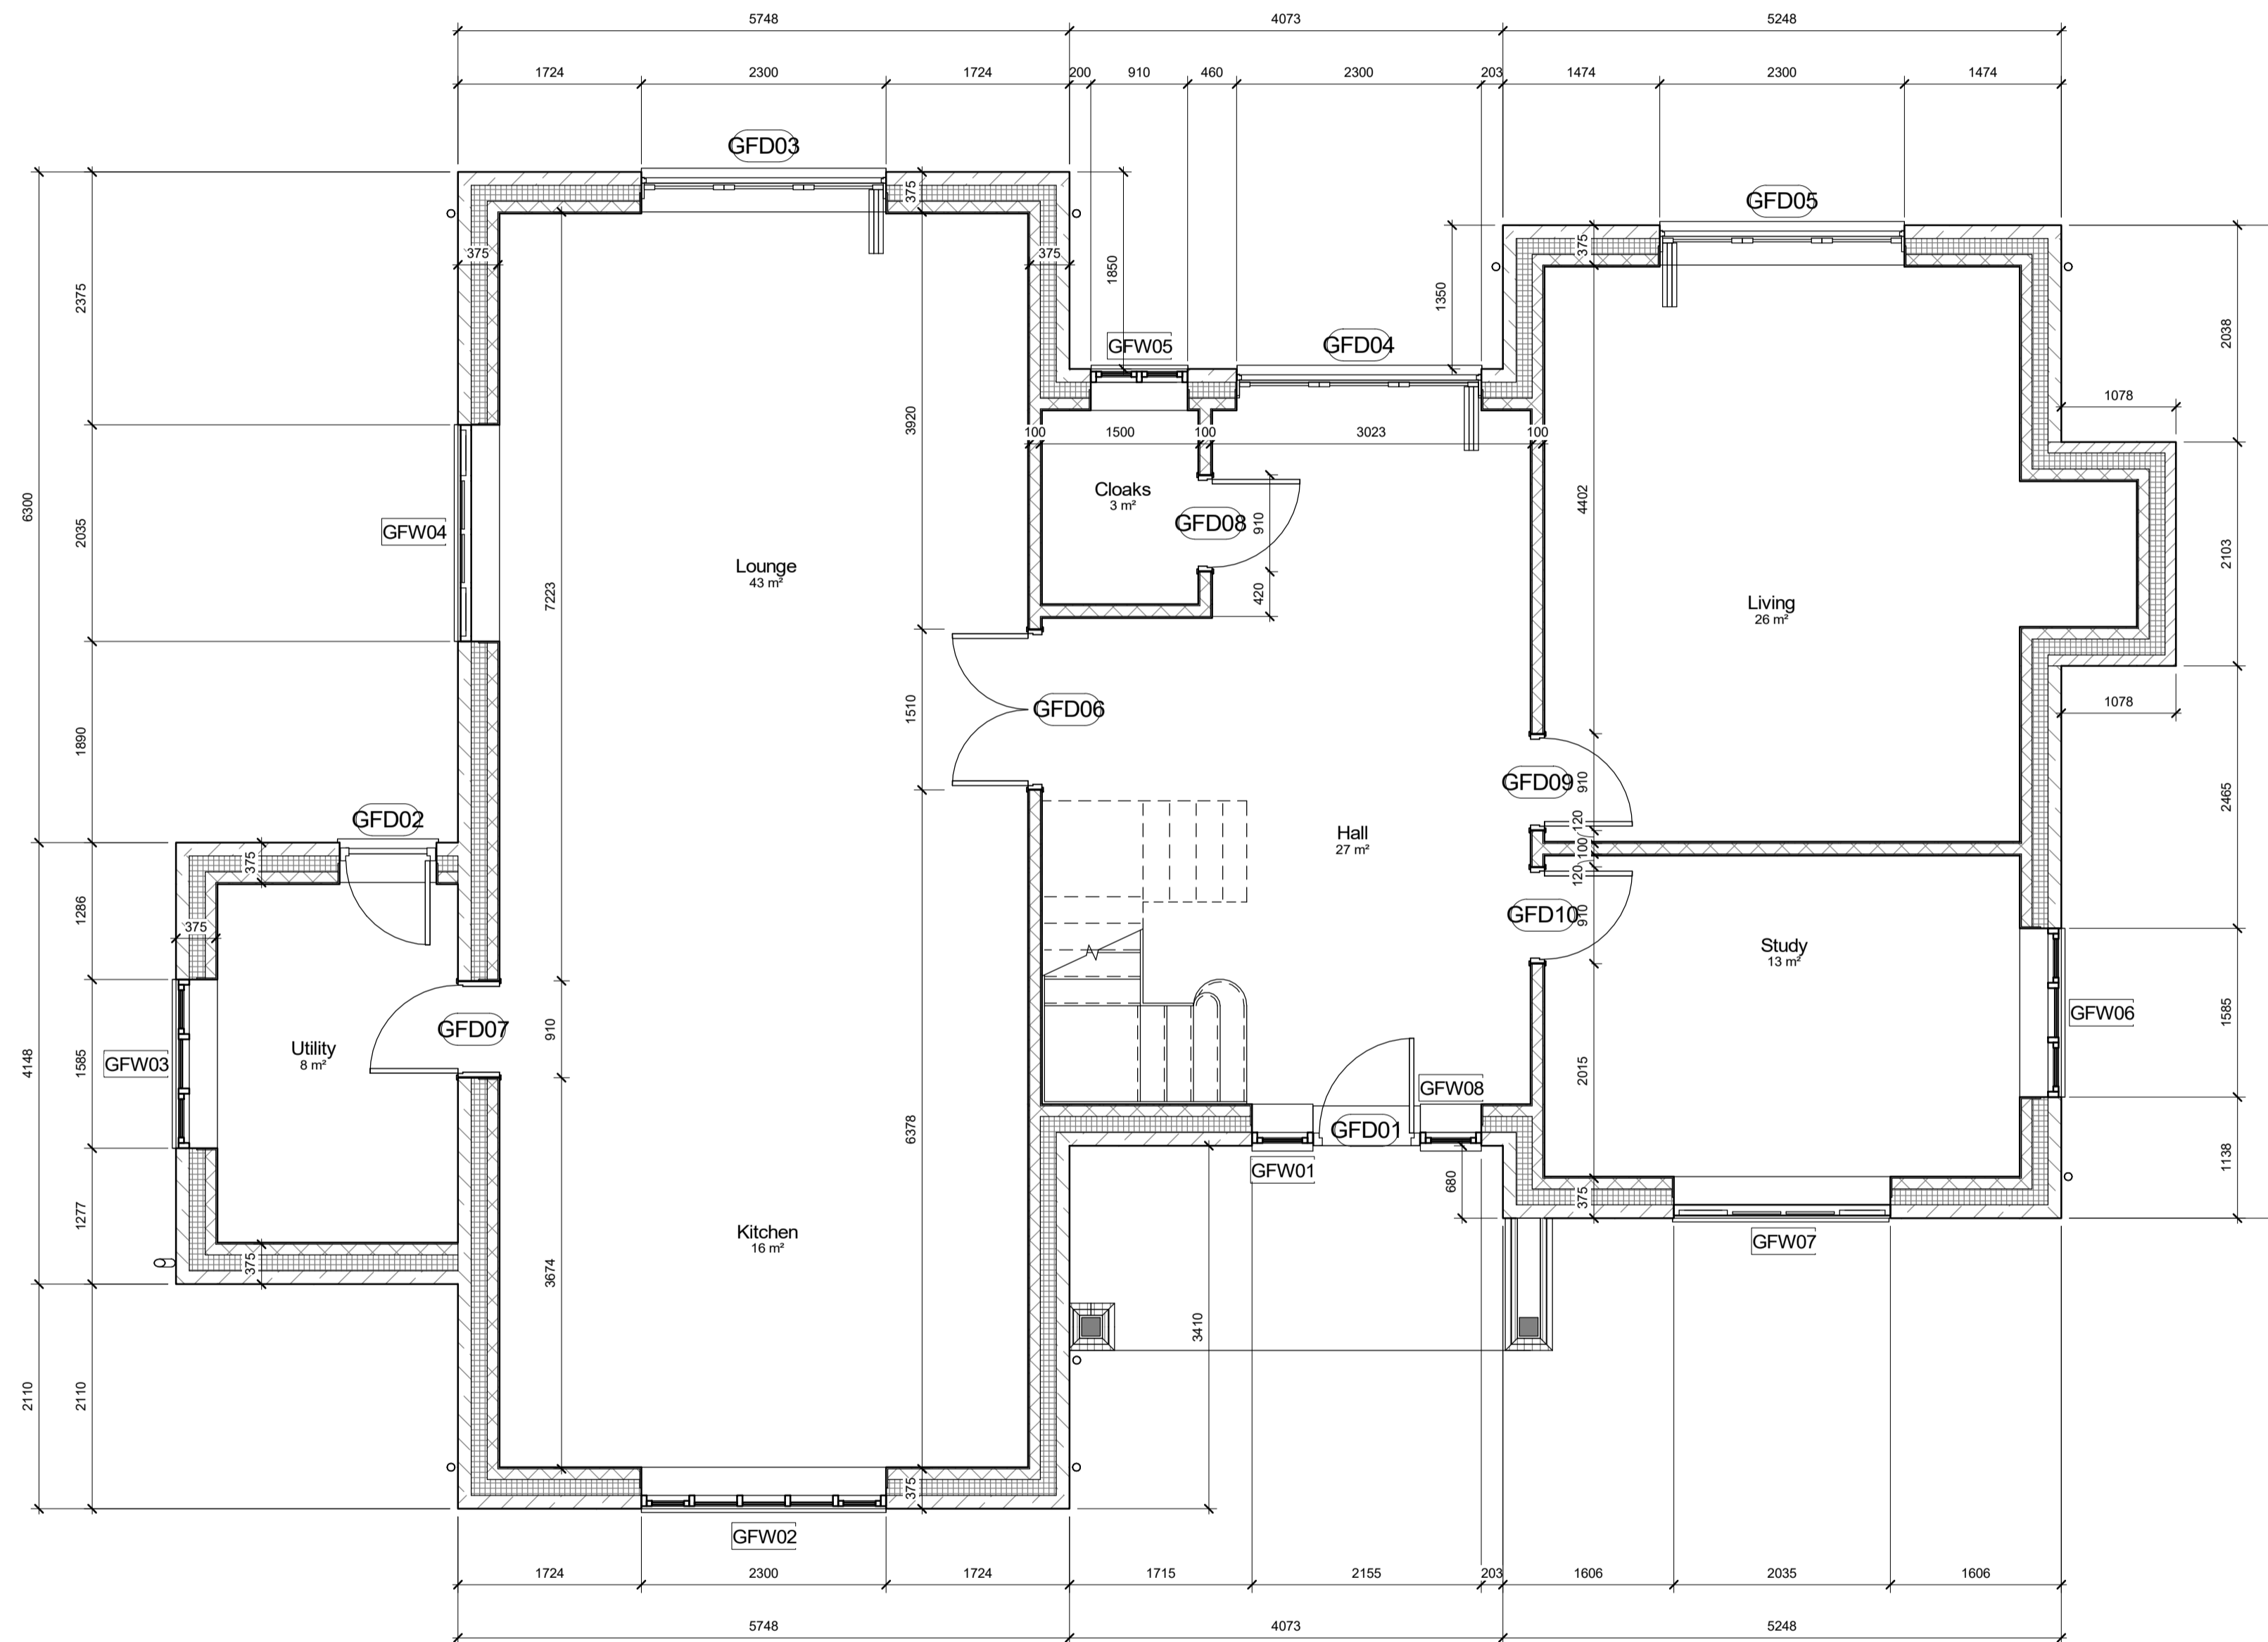 5748 4073 5248
1724 2300 1724 200 910 460 2300 203 1474 2300 1474
GFD03
GFD05
375
375
375
1850
375
1350
GFW05
GFD04
2375
2038
1078
3920
100 1500 100 3023 100
Cloaks
3 m²
GFD08
910
420
4402
6300
2035
GFW04
Lounge
43 m²
7223
Living
26 m²
2103
1078
1890
1510
GFD06
GFD09
910
120
100
120
2465
GFD02
375
Hall
27 m²
1286
375
GFD10
910
Study
13 m²
GFD07
910
Utility
8 m²
GFW03
4148
1585
2015
GFW06
1585
GFW08
GFD01
GFW01
6378
680
375
1138
1277
375
Kitchen
16 m²
3674
GFW07
3410
2110
2110
375
GFW02
1724 2300 1724 1715 2155 203 1606 2035 1606
5748 4073 5248